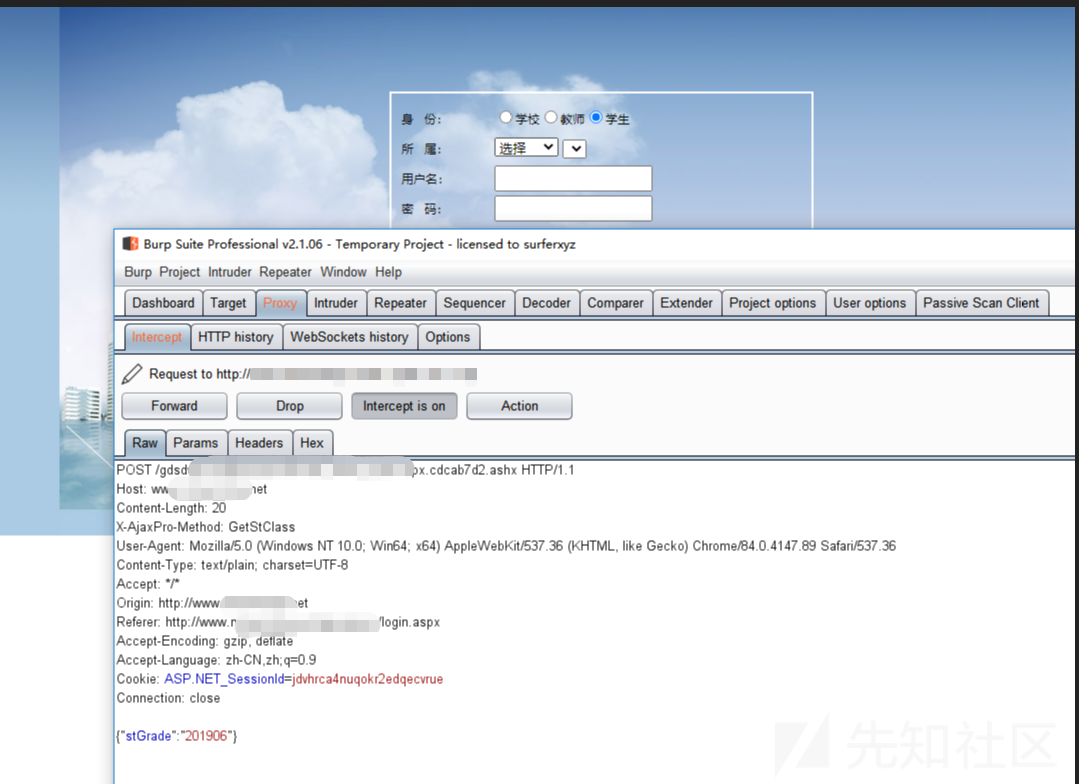 身 份: 学校 教师 学生
所 属: 选择
用户名:
密 码:
Burp Suite Professional v2.1.06 - Temporary Project - licensed to surferxyz
Burp Project Intruder Repeater Window Help
Dashboard Target Proxy Intruder Repeater Sequencer Decoder Comparer Extender Project options User options Passive Scan Client
Intercept HTTP history WebSockets history Options
Request to http://
Forward Drop Intercept is on Action
Raw Params Headers Hex
POST /gdsd px.cdcab7d2.ashx HTTP/1.1
Host: ww net
Content-Length: 20
X-AjaxPro-Method: GetStClass
User-Agent: Mozilla/5.0 (Windows NT 10.0; Win64; x64) AppleWebKit/537.36 (KHTML, like Gecko) Chrome/84.0.4147.89 Safari/537.36
Content-Type: text/plain; charset=UTF-8
Accept: */*
Origin: http://www et
Referer: http://www. /login.aspx
Accept-Encoding: gzip, deflate
Accept-Language: zh-CN,zh;q=0.9
Cookie: ASP.NET_SessionId=jdvhrca4nuqokr2edqecvrue
Connection: close
{"stGrade":"201906"}
先知社区